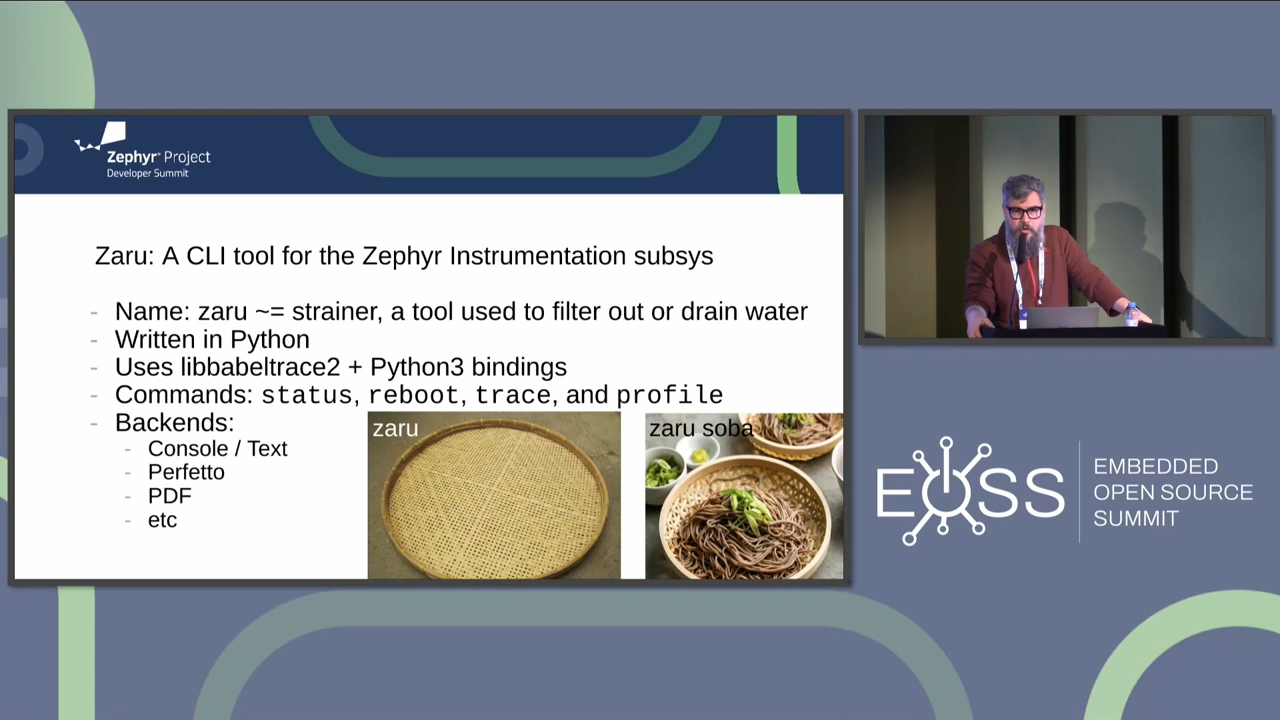 Zephyr® Project
Developer Summit
Zaru: A CLI tool for the Zephyr Instrumentation subsys
- Name: zaru ~= strainer, a tool used to filter out or drain water
- Written in Python
- Uses libbabeltrace2 + Python3 bindings
- Commands: status, reboot, trace, and profile
- Backends:
- Console / Text
- Perfetto
- PDF
- etc
zaru
zaru soba
EOSS
EMBEDDED
OPEN SOURCE
SUMMIT